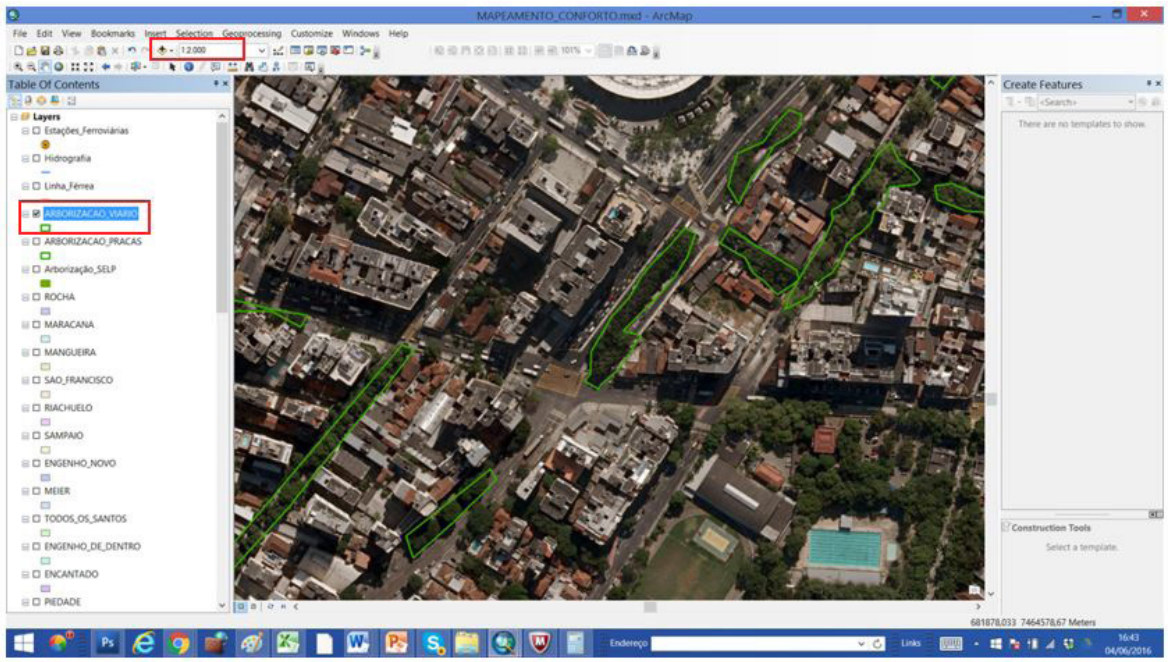 MAPEAMENTO_CONFORTO.mxd - ArcMap
File Edit View Bookmarks Insert Selection Geoprocessing Customize Windows Help
1:2.000
101%
Table Of Contents
Layers
Estações_Ferroviárias
Hidrografia
Linha_Férrea
ARBORIZACAO_VIARIO
ARBORIZACAO_PRACAS
Arborização_SELP
ROCHA
MARACANA
MANGUEIRA
SAO_FRANCISCO
RIACHUELO
SAMPAIO
ENGENHO_NOVO
MEIER
TODOS_OS_SANTOS
ENGENHO_DE_DENTRO
ENCANTADO
PIEDADE
Create Features
<Search>
There are no templates to show.
Construction Tools
Select a template.
681878,033 7464578,67 Meters
Ps
Endereço
Links
16:43
04/06/2016